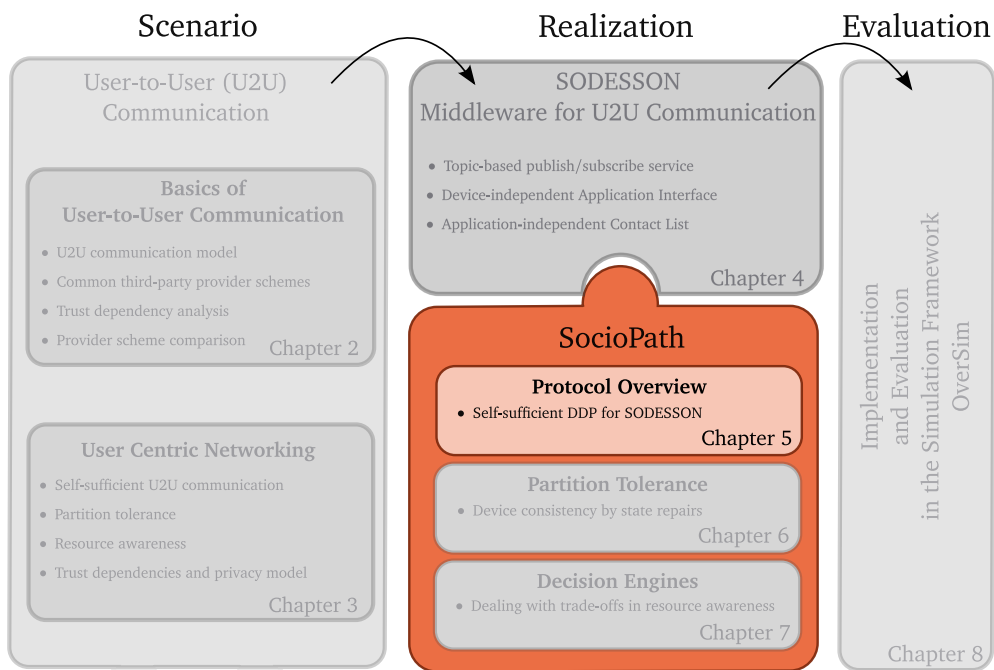 Scenario
User-to-User (U2U)
Communication
Basics of
User-to-User Communication
• U2U communication model
• Common third-party provider schemes
• Trust dependency analysis
• Provider scheme comparison
Chapter 2
User Centric Networking
• Self-sufficient U2U communication
• Partition tolerance
• Resource awareness
• Trust dependencies and privacy model
Chapter 3
Realization
SODESSON
Middleware for U2U Communication
• Topic-based publish/subscribe service
• Device-independent Application Interface
• Application-independent Contact List
Chapter 4
SocioPath
Protocol Overview
• Self-sufficient DDP for SODESSON
Chapter 5
Partition Tolerance
• Device consistency by state repairs
Chapter 6
Decision Engines
• Dealing with trade-offs in resource awareness
Chapter 7
Evaluation
Implementation
and Evaluation
in the Simulation Framework
OverSim
Chapter 8